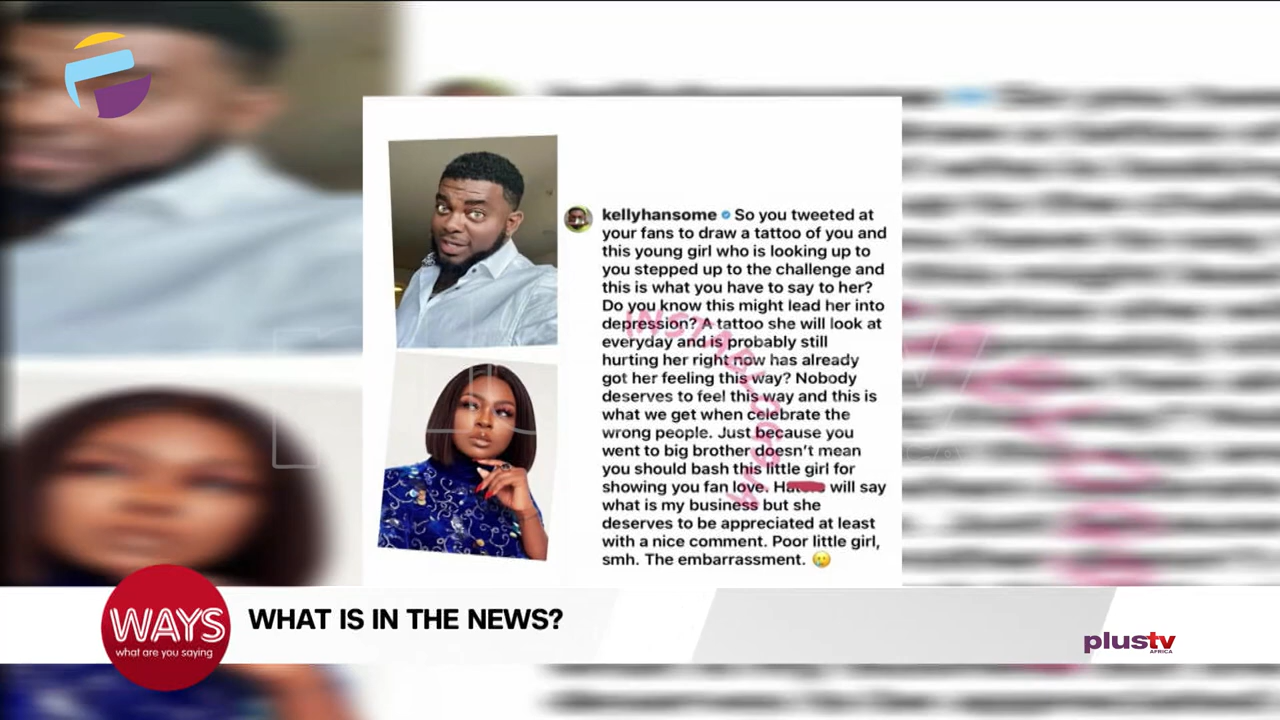 kellyhansome So you tweeted at
your fans to draw a tattoo of you and
this young girl who is looking up to
you stepped up to the challenge and
this is what you have to say to her?
Do you know this might lead her into
depression? A tattoo she will look at
everyday and is probably still
hurting her right now has already
got her feeling this way? Nobody
deserves to feel this way and this is
what we get when celebrate the
wrong people. Just because you
went to big brother doesn't mean
you should bash this little girl for
showing you fan love. will say
what is my business but she
deserves to be appreciated at least
with a nice comment. Poor little girl,
smh. The embarrassment. 🥲
WAYS
what are you saying
WHAT IS IN THE NEWS?
plustv
AFRICA